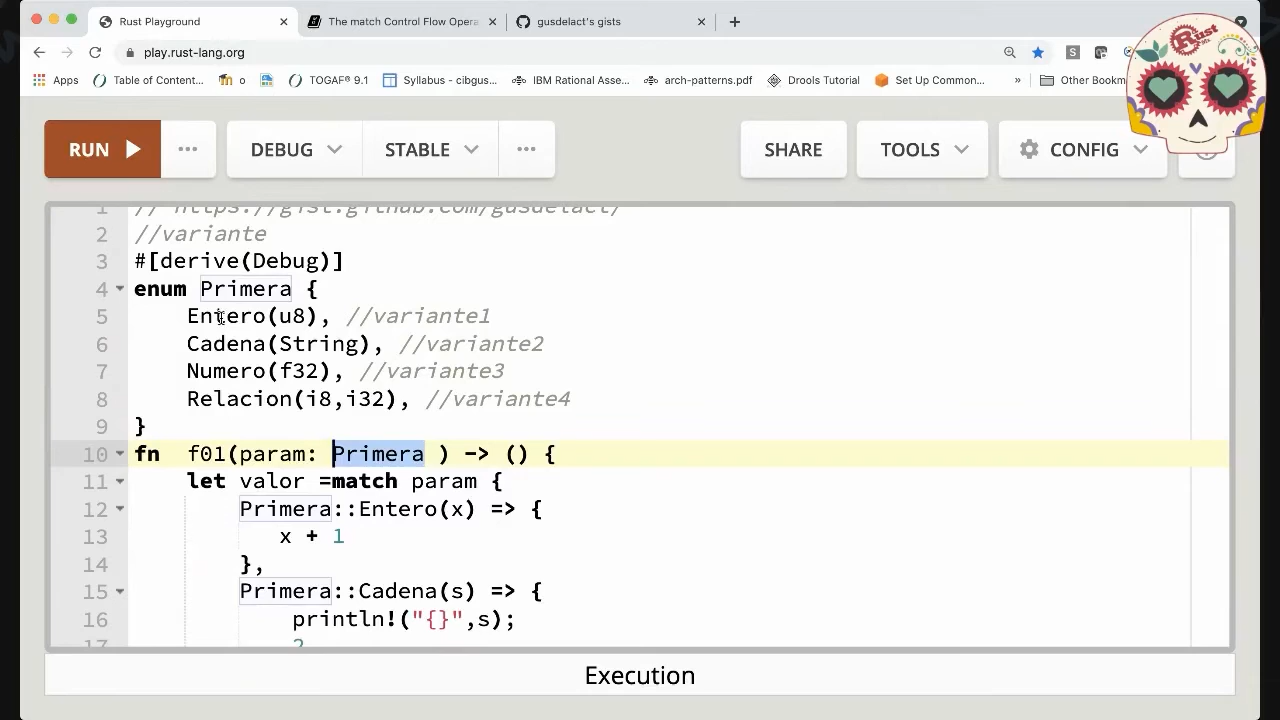 Rust Playground
The match Control Flow Opera
gusdelact's gists
play.rust-lang.org
S
Apps
Table of Content...
o
TOGAF® 9.1
Syllabus - cibgus...
IBM Rational Asse...
arch-patterns.pdf
Drools Tutorial
Set Up Common...
»
Other Bookm
Rust
RUN
...
DEBUG
STABLE
...
SHARE
TOOLS
CONFIG
1 // https://gist.github.com/gusdelact/
2 //variante
3 #[derive(Debug)]
4 enum Primera {
5 Entero(u8), //variante1
6 Cadena(String), //variante2
7 Numero(f32), //variante3
8 Relacion(i8,i32), //variante4
9 }
10 fn  f01(param: Primera ) -> () {
11 let valor =match param {
12 Primera::Entero(x) => {
13 x + 1
14 },
15 Primera::Cadena(s) => {
16 println!("{}",s);
17 2
Execution